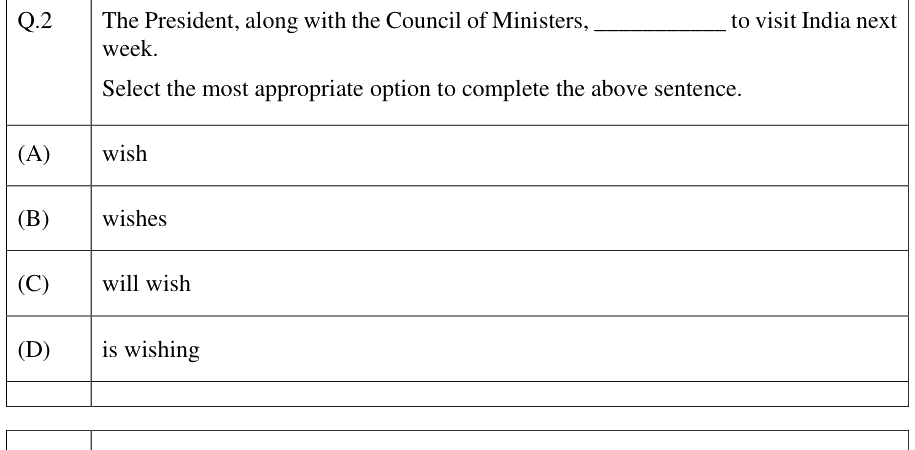 Q.2 The President, along with the Council of Ministers, ___________ to visit India next
week.
Select the most appropriate option to complete the above sentence.
(A) wish
(B) wishes
(C) will wish
(D) is wishing